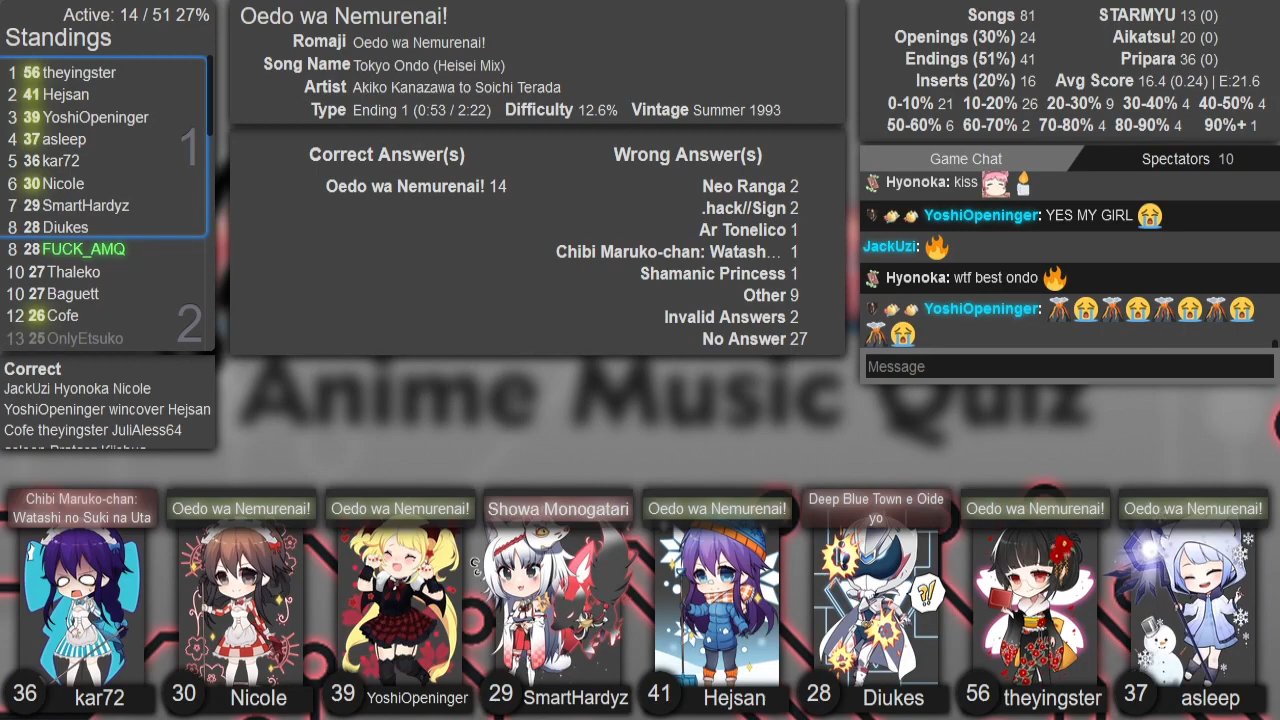 Active: 14 / 51 27%
Standings
1 56 theyingster
2 41 Hejsan
3 39 YoshiOpeninger
4 37 asleep
5 36 kar72
6 30 Nicole
7 29 SmartHardyz
8 28 Diukes
8 28 FUCK_AMQ
10 27 Thaleko
10 27 Baguett
12 26 Cofe
13 25 OnlyEtsuko
1
2
Correct
JackUzi Hyonoka Nicole
YoshiOpeninger wincover Hejsan
Cofe theyingster JuliAless64
Oedo wa Nemurenai!
Romaji Oedo wa Nemurenai!
Song Name Tokyo Ondo (Heisei Mix)
Artist Akiko Kanazawa to Soichi Terada
Type Ending 1 (0:53 / 2:22) Difficulty 12.6% Vintage Summer 1993
Correct Answer(s)
Oedo wa Nemurenai! 14
Wrong Answer(s)
Neo Ranga 2
.hack//Sign 2
Ar Tonelico 1
Chibi Maruko-chan: Watash... 1
Shamanic Princess 1
Other 9
Invalid Answers 2
No Answer 27
Songs 81 STARMYU 13 (0)
Openings (30%) 24 Aikatsu! 20 (0)
Endings (51%) 41 Pripara 36 (0)
Inserts (20%) 16 Avg Score 16.4 (0.24) | E:21.6
0-10% 21 10-20% 26 20-30% 9 30-40% 4 40-50% 4
50-60% 6 60-70% 2 70-80% 4 80-90% 4 90%+ 1
Game Chat Spectators 10
Hyonoka: kiss
YoshiOpeninger: YES MY GIRL
JackUzi:
Hyonoka: wtf best ondo
YoshiOpeninger:
Message
Anime Music Quiz
Chibi Maruko-chan:
Watashi no Suki na Uta
Oedo wa Nemurenai!
Oedo wa Nemurenai!
Showa Monogatari
Oedo wa Nemurenai!
Deep Blue Town e Oide
yo
Oedo wa Nemurenai!
Oedo wa Nemurenai!
?!
36 kar72
30 Nicole
39 YoshiOpeninger
29 SmartHardyz
41 Hejsan
28 Diukes
56 theyingster
37 asleep